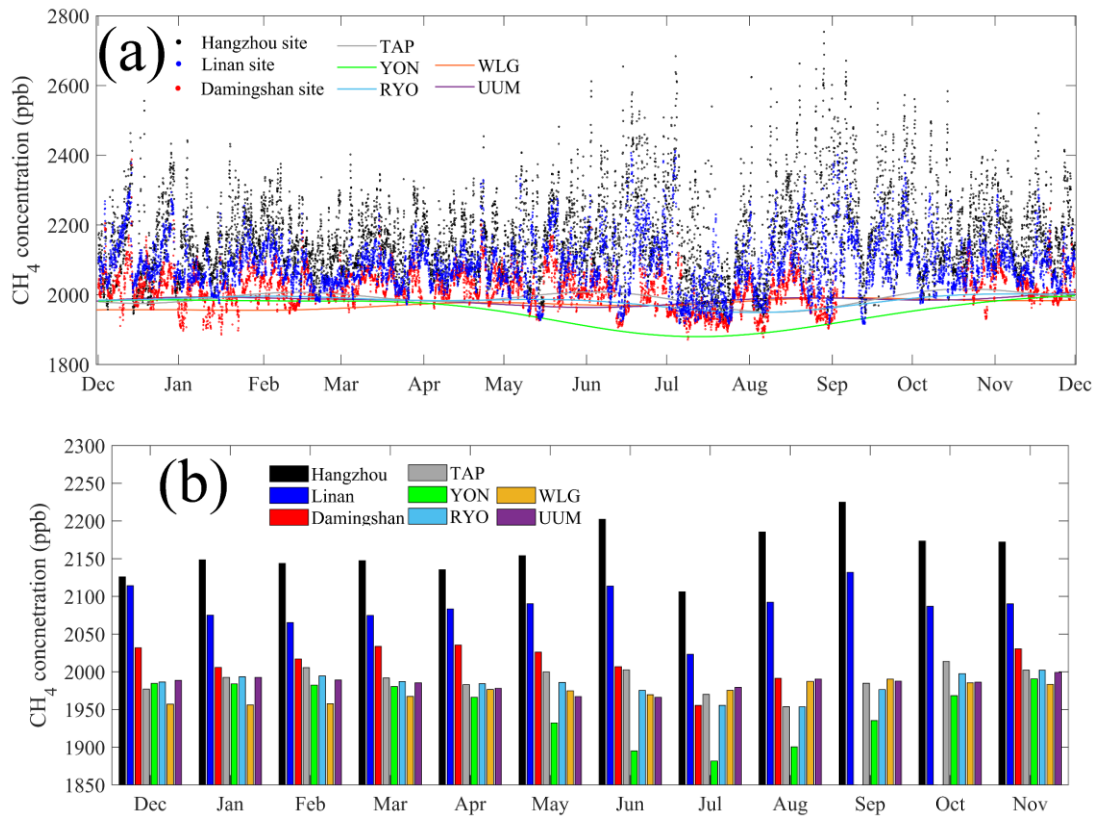 2800
(a)
Hangzhou site
TAP
Linan site
YON
WLG
Damingshan site
RYO
UUM
2600
2400
2200
2000
1800
CH4 concentration (ppb)
Dec Jan Feb Mar Apr May Jun Jul Aug Sep Oct Nov Dec
2300
(b)
Hangzhou
TAP
Linan
YON
WLG
Damingshan
RYO
UUM
2250
2200
2150
2100
2050
2000
1950
1900
1850
CH4 concnetration (ppb)
Dec Jan Feb Mar Apr May Jun Jul Aug Sep Oct Nov